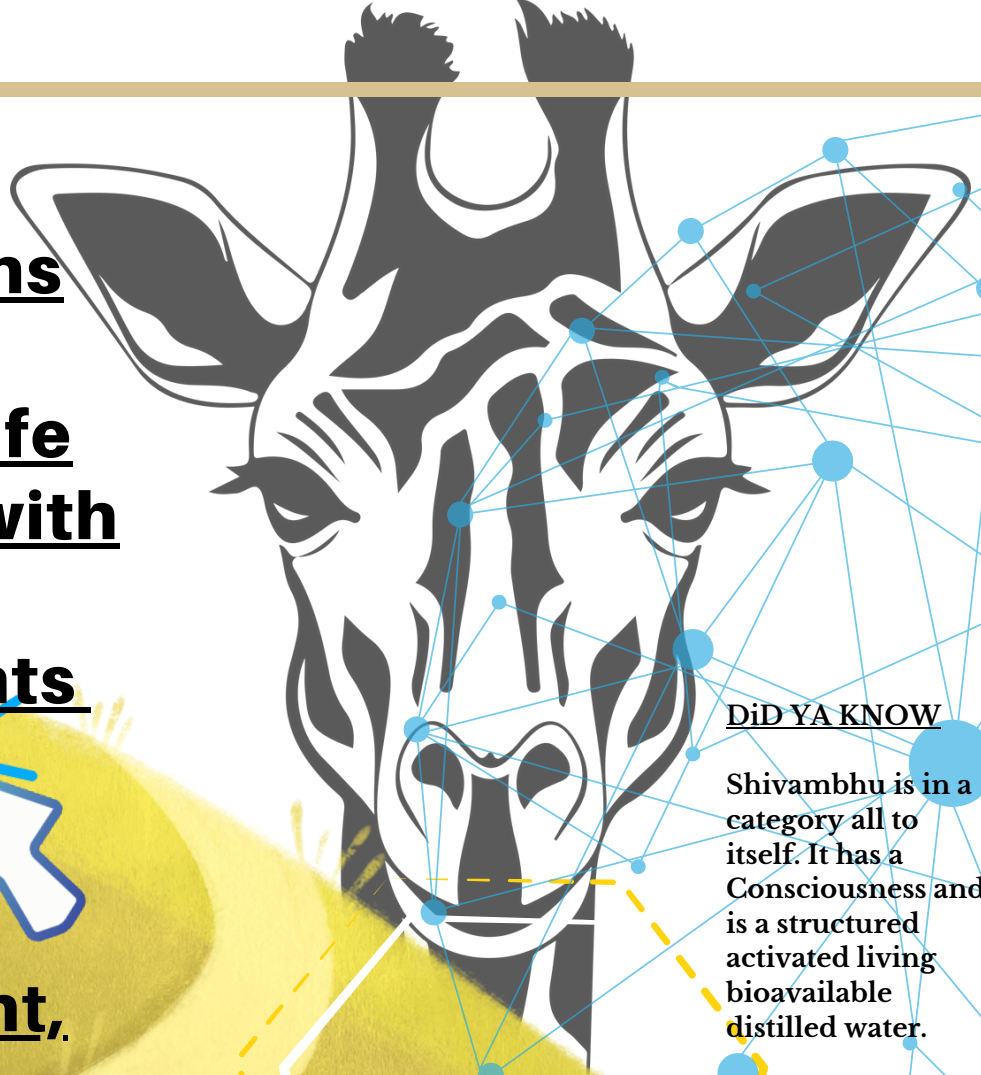 ns
fe
with
nts
nt,
DiD YA KNOW
Shivambhu is in a
category all to
itself. It has a
Consciousness and
is a structured
activated living
bioavailable
distilled water.